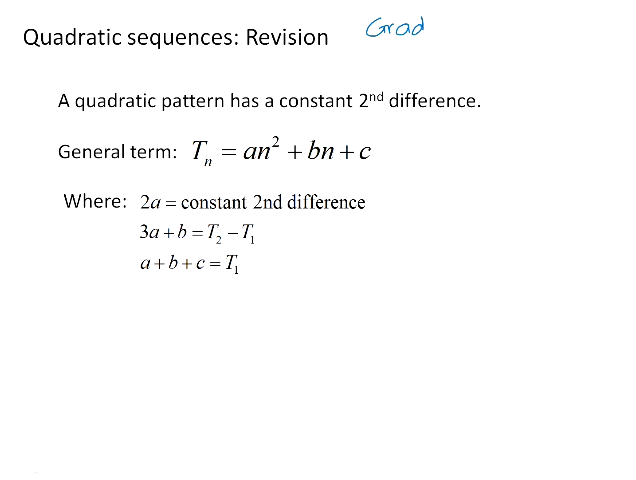 Quadratic sequences: Revision Grad
A quadratic pattern has a constant 2nd difference.
General term: Tₙ = an² + bn + c
Where: 2a = constant 2nd difference
3a + b = T₂ − T₁
a + b + c = T₁